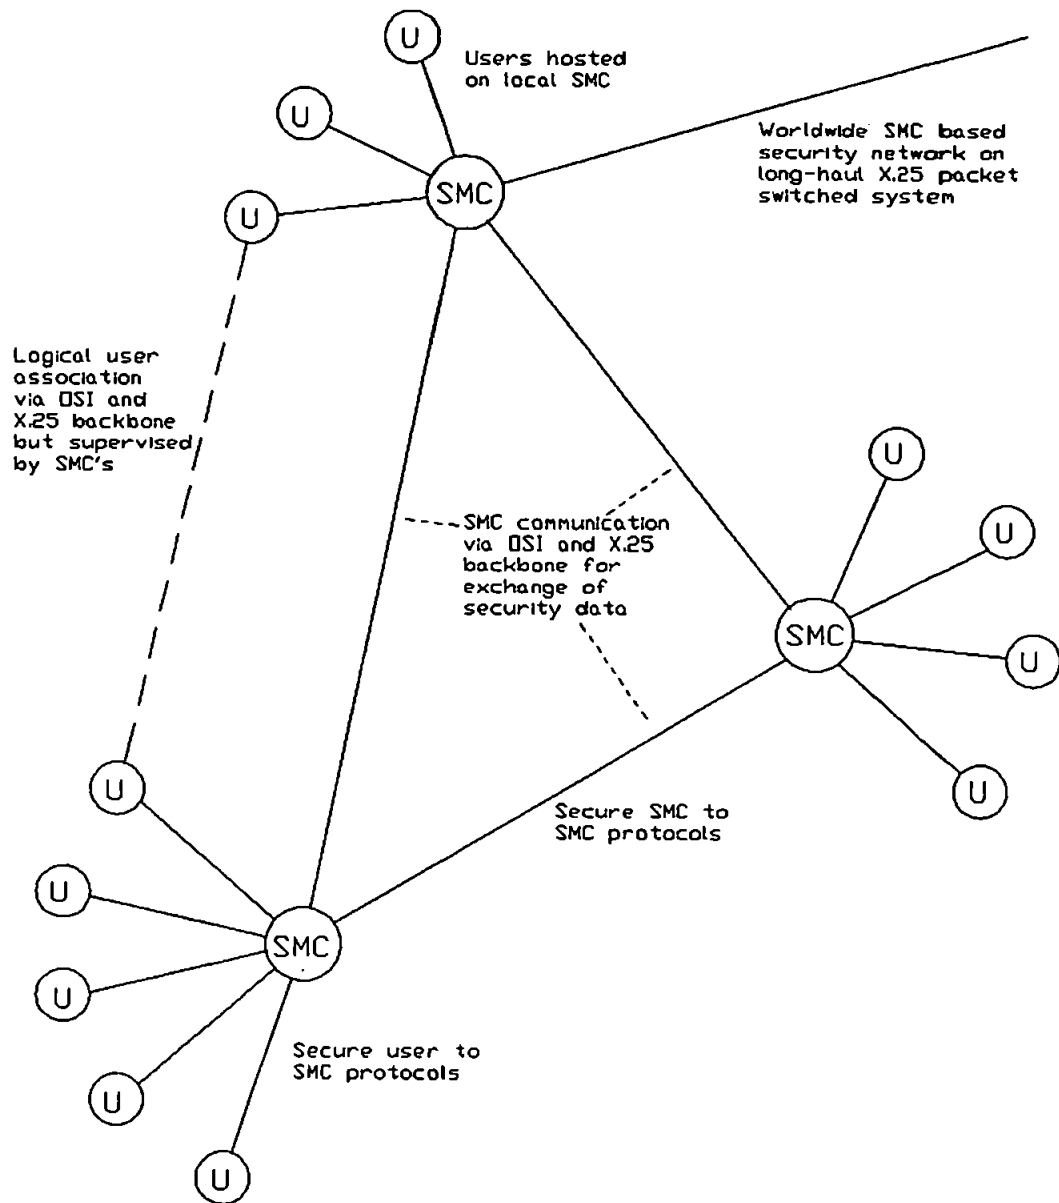 U
Users hosted
on local SMC
U
Worldwide SMC based
security network on
long-haul X.25 packet
switched system
SMC
U
Logical user
association
via OSI and
X.25 backbone
but supervised
by SMC's
U
SMC communication
via OSI and X.25
backbone for
exchange of
security data
U
SMC
U
U
U
Secure SMC to
SMC protocols
U
SMC
U
Secure user to
SMC protocols
U
U